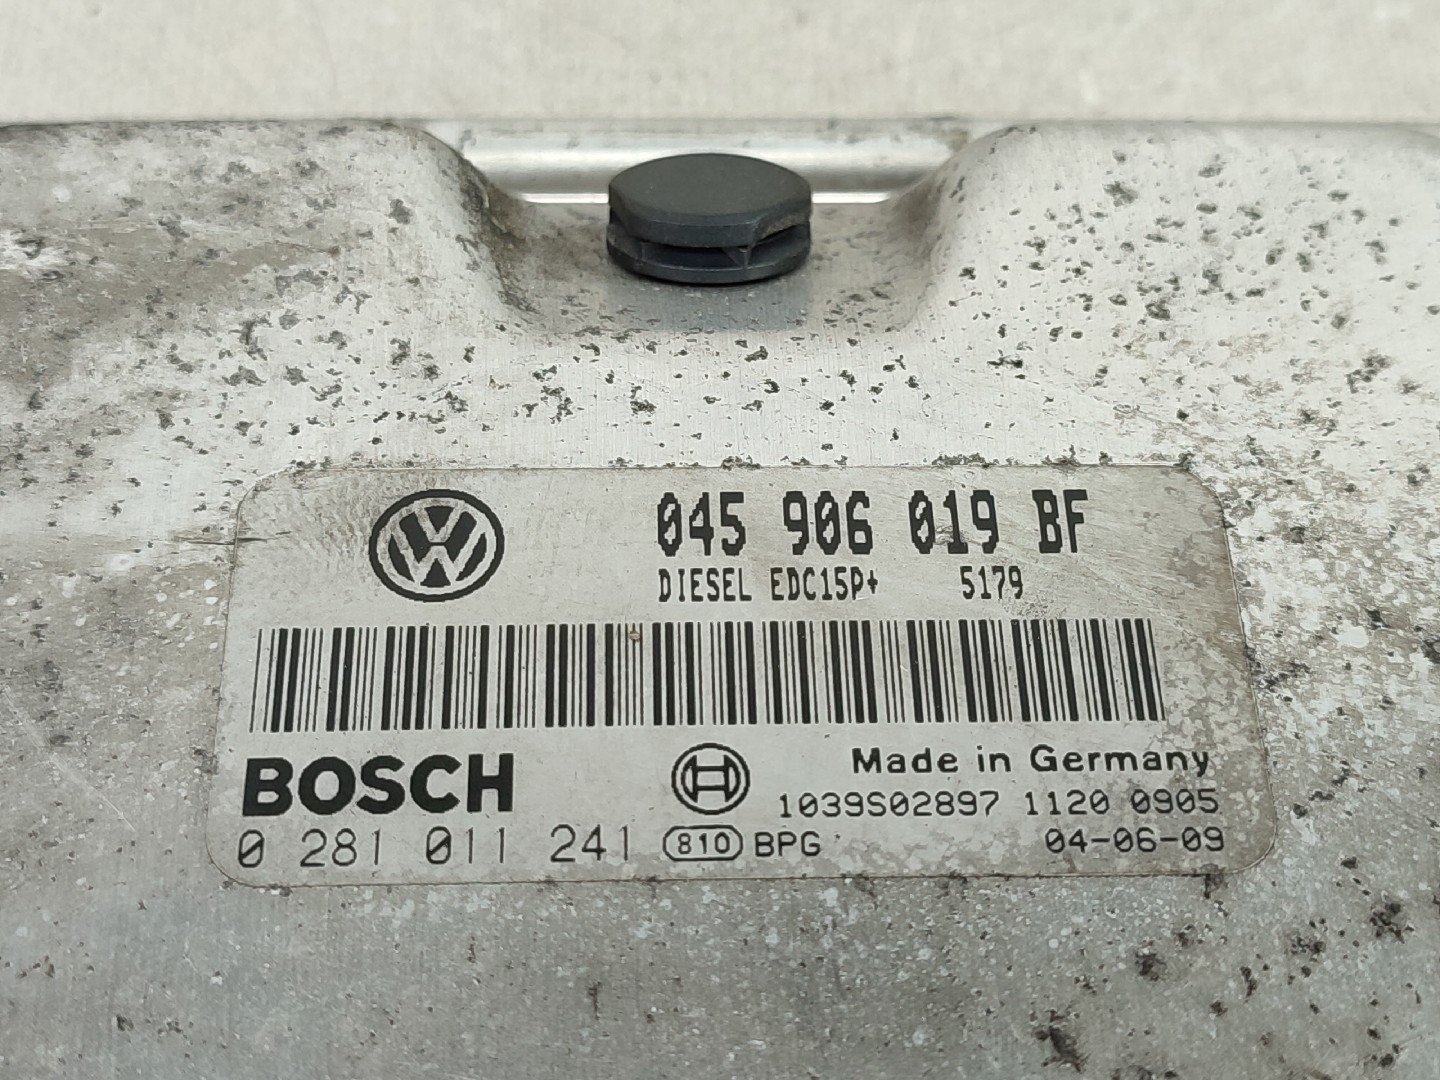 045 906 019 BF
DIESEL EDC15P+ 5179
BOSCH
Made in Germany
1039S02897 1120 0905
0 281 011 241 810 BPG 04-06-09